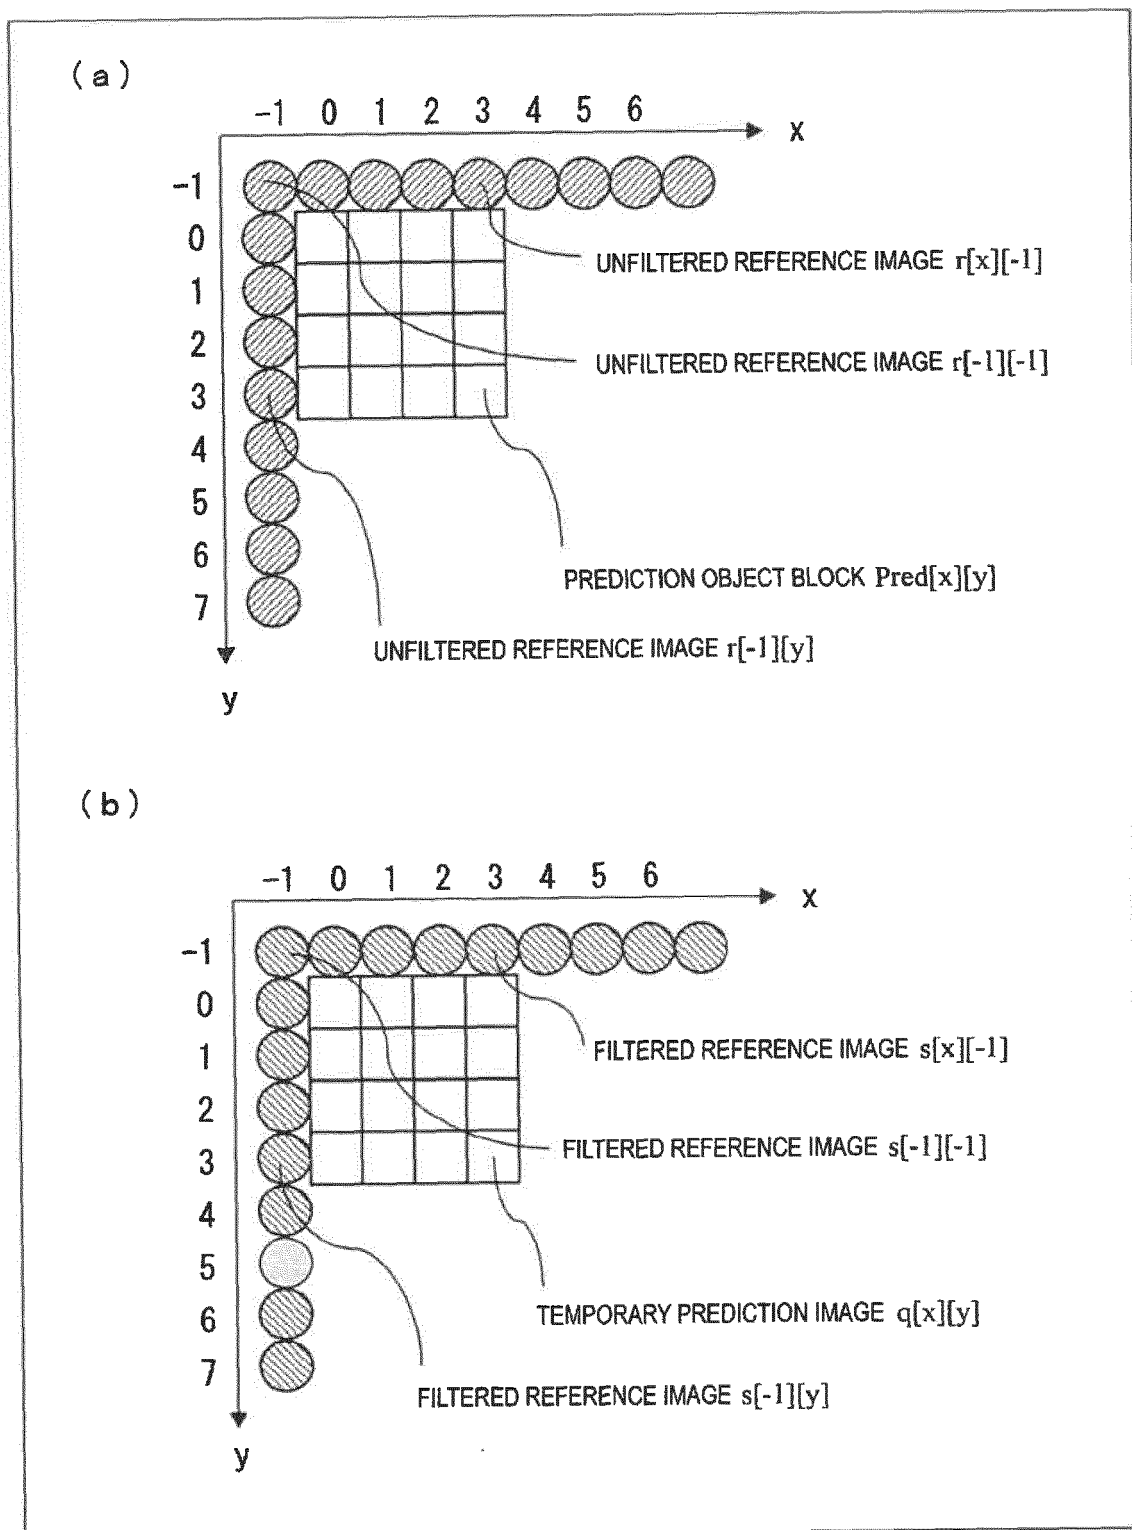 (a)
-1 0 1 2 3 4 5 6
x
-1
0
UNFILTERED REFERENCE IMAGE r[x][-1]
1
2
UNFILTERED REFERENCE IMAGE r[-1][-1]
3
4
5
6
PREDICTION OBJECT BLOCK Pred[x][y]
7
UNFILTERED REFERENCE IMAGE r[-1][y]
y
(b)
-1 0 1 2 3 4 5 6
x
-1
0
1
FILTERED REFERENCE IMAGE s[x][-1]
2
3
FILTERED REFERENCE IMAGE s[-1][-1]
4
5
6
TEMPORARY PREDICTION IMAGE q[x][y]
7
FILTERED REFERENCE IMAGE s[-1][y]
y